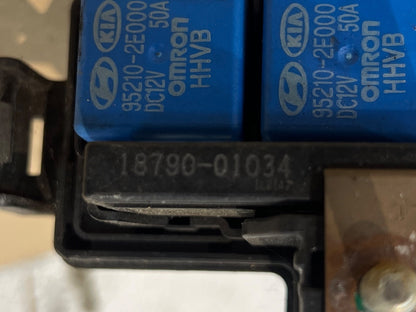 KIA
95210-2E000
DC12V 50A
OMRON
HHVB
KIA
95210-2E000
DC12V 50A
OMRON
HHVB
18790-01034